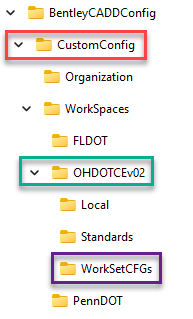 BentleyCADDConfig
CustomConfig
Organization
WorkSpaces
FLDOT
OHDOTCEv02
Local
Standards
WorkSetCFGs
PennDOT